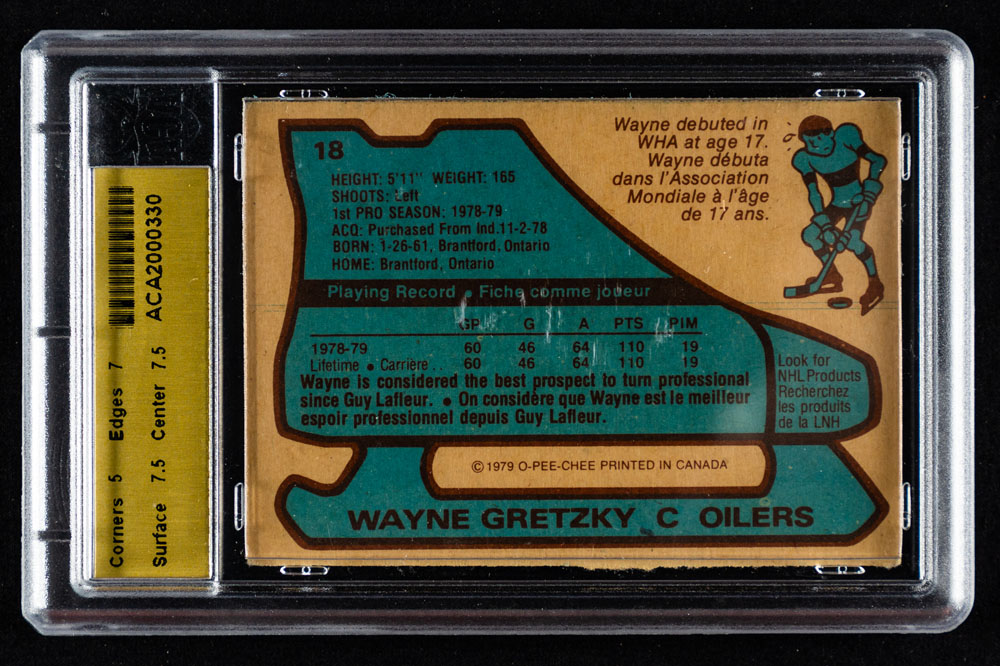 Corners 5 Edges 7
Surface 7.5 Center 7.5 ACA2000330
18
HEIGHT: 5'11" WEIGHT: 165
SHOOTS: Left
1st PRO SEASON: 1978-79
ACQ: Purchased From Ind.11-2-78
BORN: 1-26-61, Brantford, Ontario
HOME: Brantford, Ontario
Wayne debuted in
WHA at age 17.
Wayne débuta
dans l'Association
Mondiale à l'âge
de 17 ans.
Playing Record • Fiche comme joueur
GP G A PTS PIM
1978-79 60 46 64 110 19
Lifetime • Carrière.. 60 46 64 110 19
Wayne is considered the best prospect to turn professional
since Guy Lafleur. • On considére que Wayne est le meilleur
espoir professionnel depuis Guy Lafleur.
Look for
NHL Products
Recherchez
les produits
de la LNH
© 1979 O-PEE-CHEE PRINTED IN CANADA
WAYNE GRETZKY C OILERS